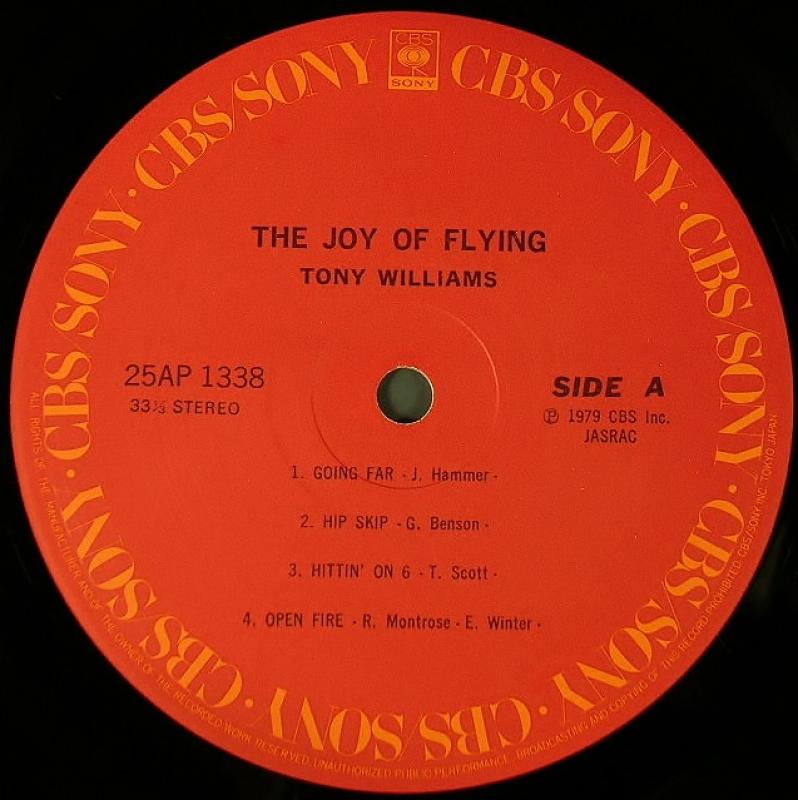 CBS
SONY
CBS/SONY · CBS/SONY · CBS/SONY · CBS/SONY · CBS/SONY · CBS/SONY · CBS/SONY · CBS/SONY
THE JOY OF FLYING
TONY WILLIAMS
25AP 1338
33⅓ STEREO
SIDE A
Ⓟ 1979 CBS Inc.
JASRAC
1. GOING FAR - J. Hammer -
2. HIP SKIP - G. Benson -
3. HITTIN' ON 6 - T. Scott -
4. OPEN FIRE - R. Montrose - E. Winter -
ALL RIGHTS OF THE MANUFACTURER AND OF THE OWNER OF THE RECORDED WORK RESERVED. UNAUTHORIZED PUBLIC PERFORMANCE, BROADCASTING AND COPYING OF THIS RECORD PROHIBITED. CBS/SONY INC. TOKYO JAPAN